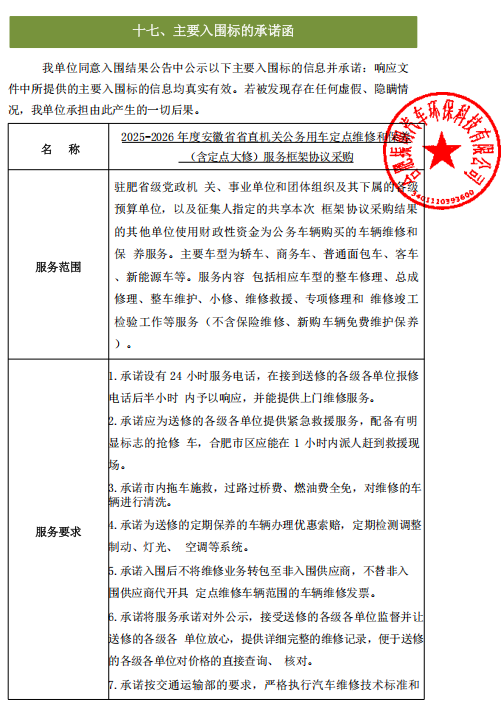 十七、主要入围标的承诺函
我单位同意入围结果公告中公示以下主要入围标的信息并承诺：响应文
件中所提供的主要入围标的信息均真实有效。若被发现存在任何虚假、隐瞒情
况，我单位承担由此产生的一切后果。
名 称
2025-2026 年度安徽省省直机关公务用车定点维修和保养
（含定点大修）服务框架协议采购
服务范围
驻肥省级党政机 关、事业单位和团体组织及其下属的各级
预算单位，以及征集人指定的共享本次 框架协议采购结果
的其他单位使用财政性资金为公务车辆购买的车辆维修和
保 养服务。主要车型为轿车、商务车、普通面包车、客车
、新能源车等。服务内容 包括相应车型的整车修理、总成
修理、整车维护、小修、维修救援、专项修理和 维修竣工
检验工作等服务（不含保险维修、新购车辆免费维护保养
）。
服务要求
1.承诺设有 24 小时服务电话，在接到送修的各级各单位报修
电话后半小时 内予以响应，并能提供上门维修服务。
2.承诺应为送修的各级各单位提供紧急救援服务，配备有明
显标志的抢修 车，合肥市区应能在 1 小时内派人赶到救援现
场。
3.承诺市内拖车施救，过路过桥费、燃油费全免，对维修的车
辆进行清洗。
4.承诺为送修的定期保养的车辆办理优惠索赔，定期检测调整
制动、灯光、 空调等系统。
5.承诺入围后不将维修业务转包至非入围供应商，不替非入
围供应商代开具 定点维修车辆范围的车辆维修发票。
6.承诺将服务承诺对外公示，接受送修的各级各单位监督并让
送修的各级各 单位放心，提供详细完整的维修记录，便于送修
的各级各单位对价格的直接查询、 核对。
7.承诺按交通运输部的要求，严格执行汽车维修技术标准和
汽车环保科技有限公司
3401110393600